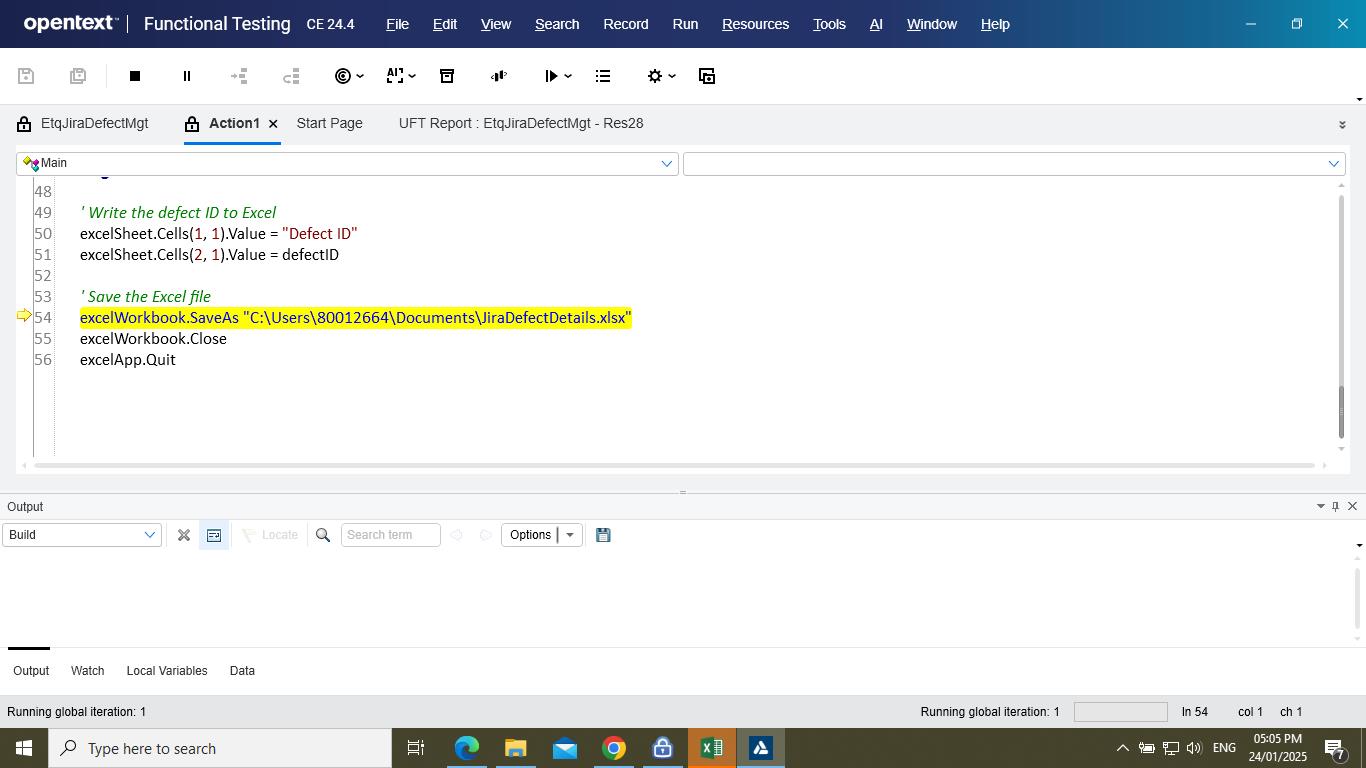 opentext™ | Functional Testing CE 24.4 File Edit View Search Record Run Resources Tools AI Window Help
EtqJiraDefectMgt Action1 Start Page UFT Report : EtqJiraDefectMgt - Res28
Main
48
49 ' Write the defect ID to Excel
50 excelSheet.Cells(1, 1).Value = "Defect ID"
51 excelSheet.Cells(2, 1).Value = defectID
52
53 ' Save the Excel file
54 excelWorkbook.SaveAs "C:\Users\80012664\Documents\JiraDefectDetails.xlsx"
55 excelWorkbook.Close
56 excelApp.Quit
Output
Build Locate Search term Options
Output Watch Local Variables Data
Running global iteration: 1 Running global iteration: 1 ln 54 col 1 ch 1
Type here to search ENG 05:05 PM
24/01/2025 7